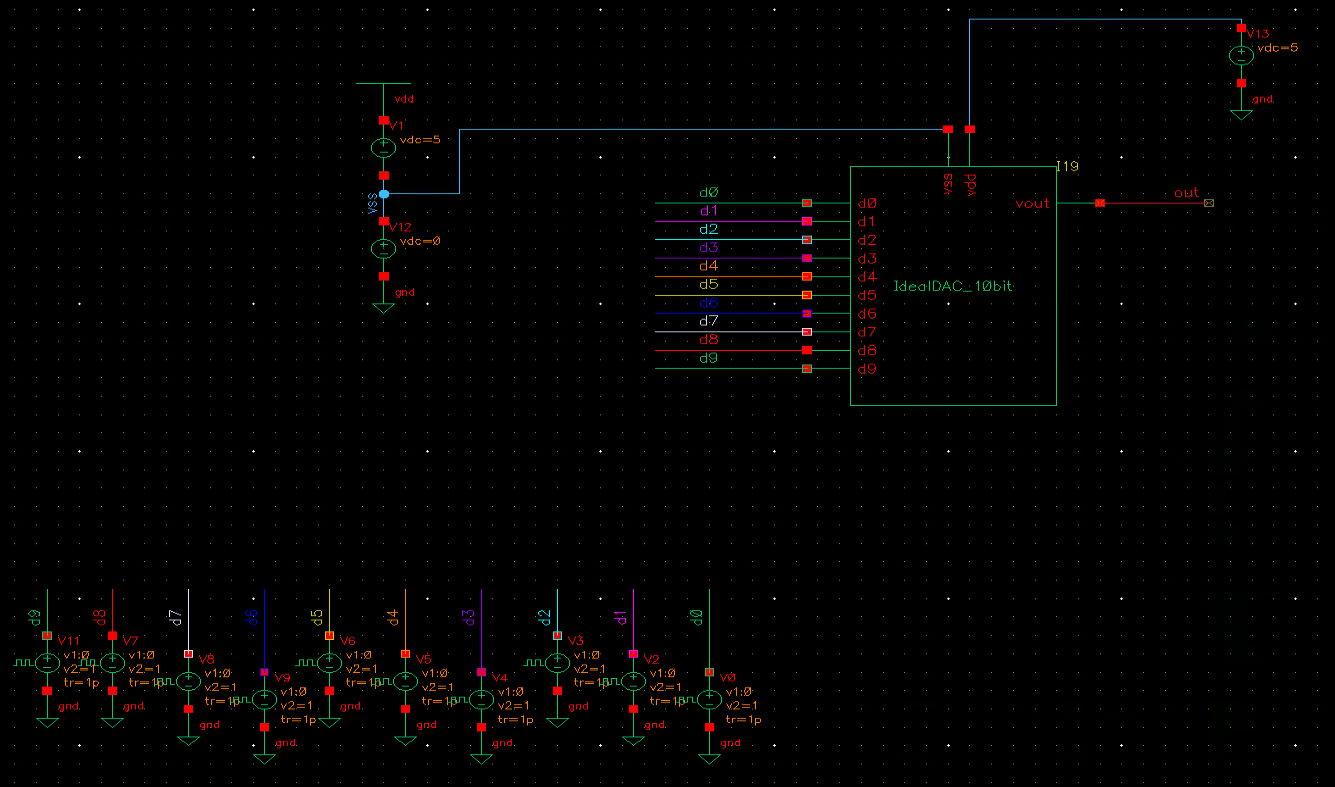 V13
vdc=5
gnd
vdd
V1
vdc=5
vss
V12
vdc=0
gnd
I19
vss
vdd
d0
d1
d2
d3
d4
d5
d6
d7
d8
d9
d0
d1
d2
d3
d4
d5
d6
d7
d8
d9
IdealDAC_10bit
vout
out
d9
V11
v1:0
v2=1
tr=1p
gnd
d8
V7
v1:0
v2=1
tr=1p
gnd
d7
V8
v1:0
v2=1
tr=1p
gnd
d6
V9
v1:0
v2=1
tr=1p
gnd
d5
V6
v1:0
v2=1
tr=1p
gnd
d4
V5
v1:0
v2=1
tr=1p
gnd
d3
V4
v1:0
v2=1
tr=1p
gnd
d2
V3
v1:0
v2=1
tr=1p
gnd
d1
V2
v1:0
v2=1
tr=1p
gnd
d0
V0
v1:0
v2=1
tr=1p
gnd